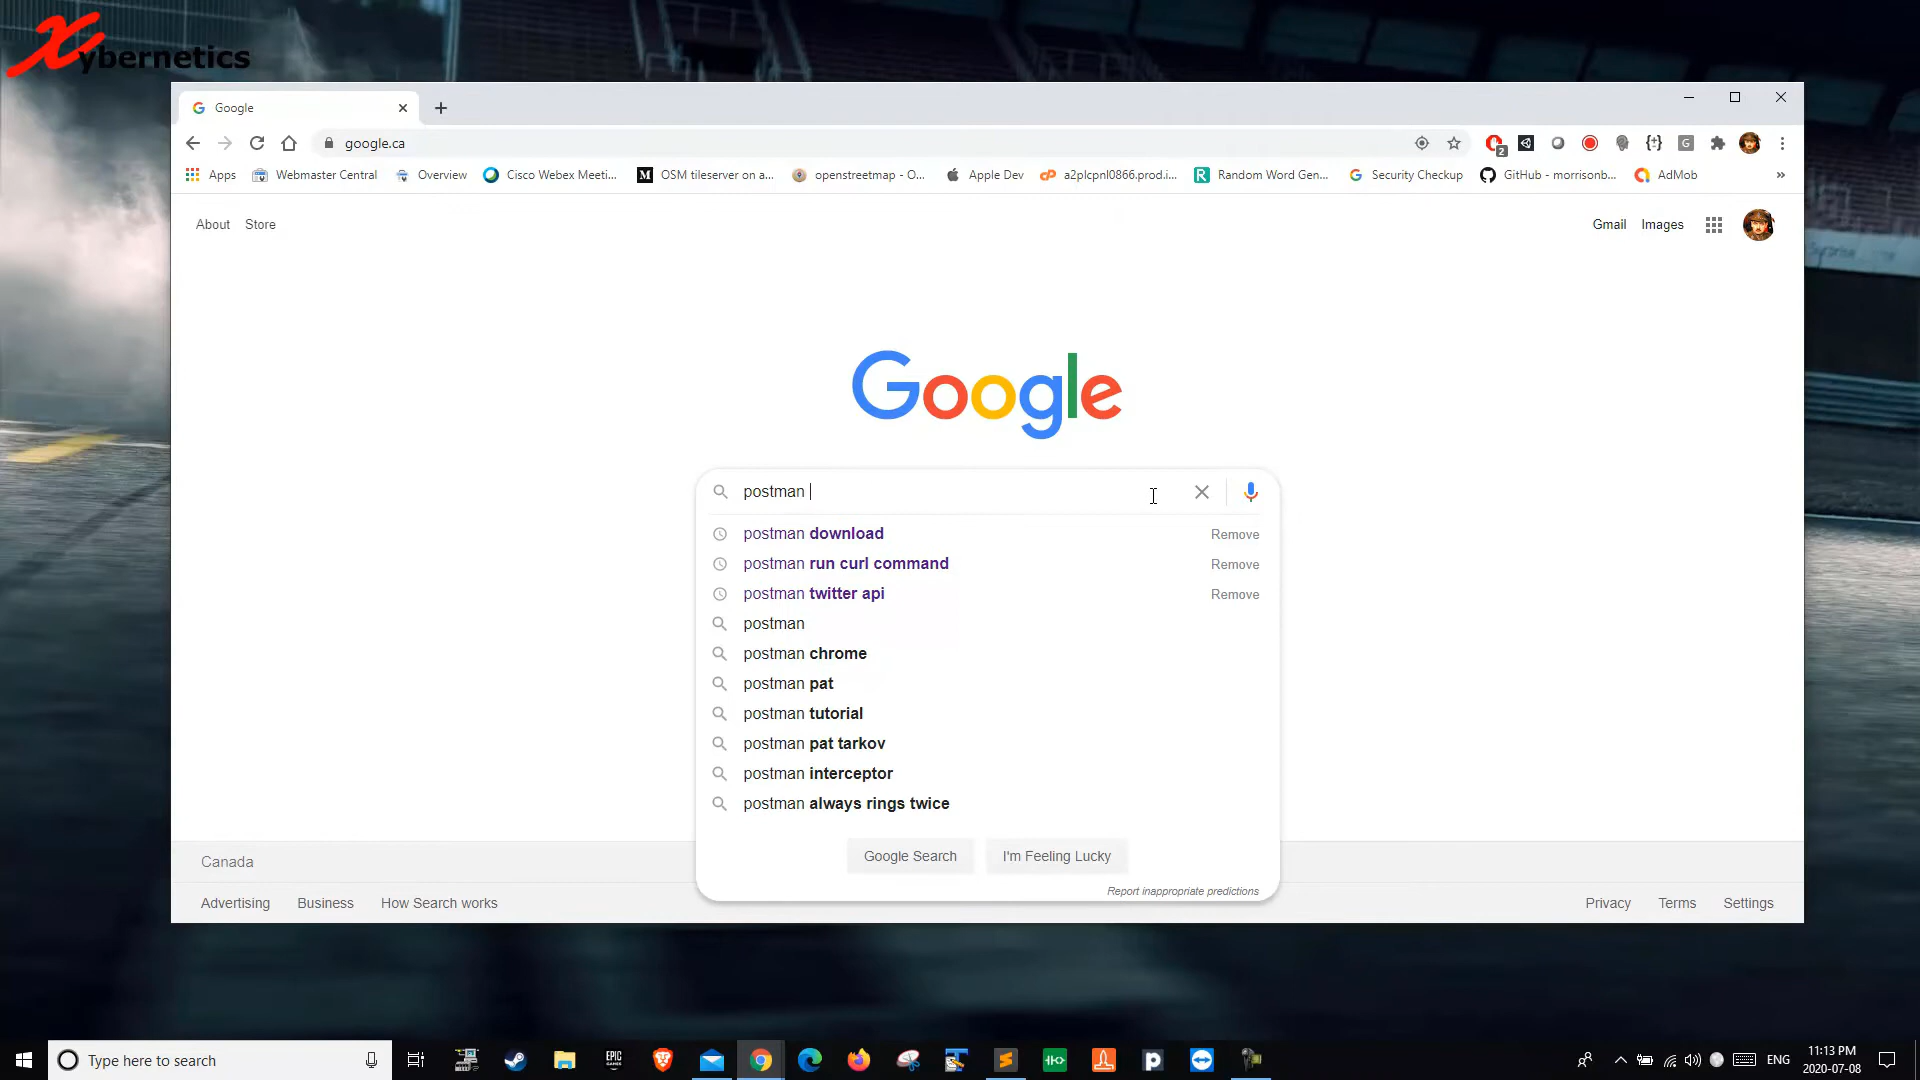 Xybernetics
Google
google.ca
2
Apps Webmaster Central Overview Cisco Webex Meeti... OSM tileserver on a... openstreetmap - O... Apple Dev a2plcpnl0866.prod.i... Random Word Gen... Security Checkup GitHub - morrisonb... AdMob »
About Store Gmail Images
Google
postman
postman download Remove
postman run curl command Remove
postman twitter api Remove
postman
postman chrome
postman pat
postman tutorial
postman pat tarkov
postman interceptor
postman always rings twice
Google Search I'm Feeling Lucky
Report inappropriate predictions
Canada
Advertising Business How Search works Privacy Terms Settings
Type here to search
EPIC GAMES
ENG
11:13 PM
2020-07-08